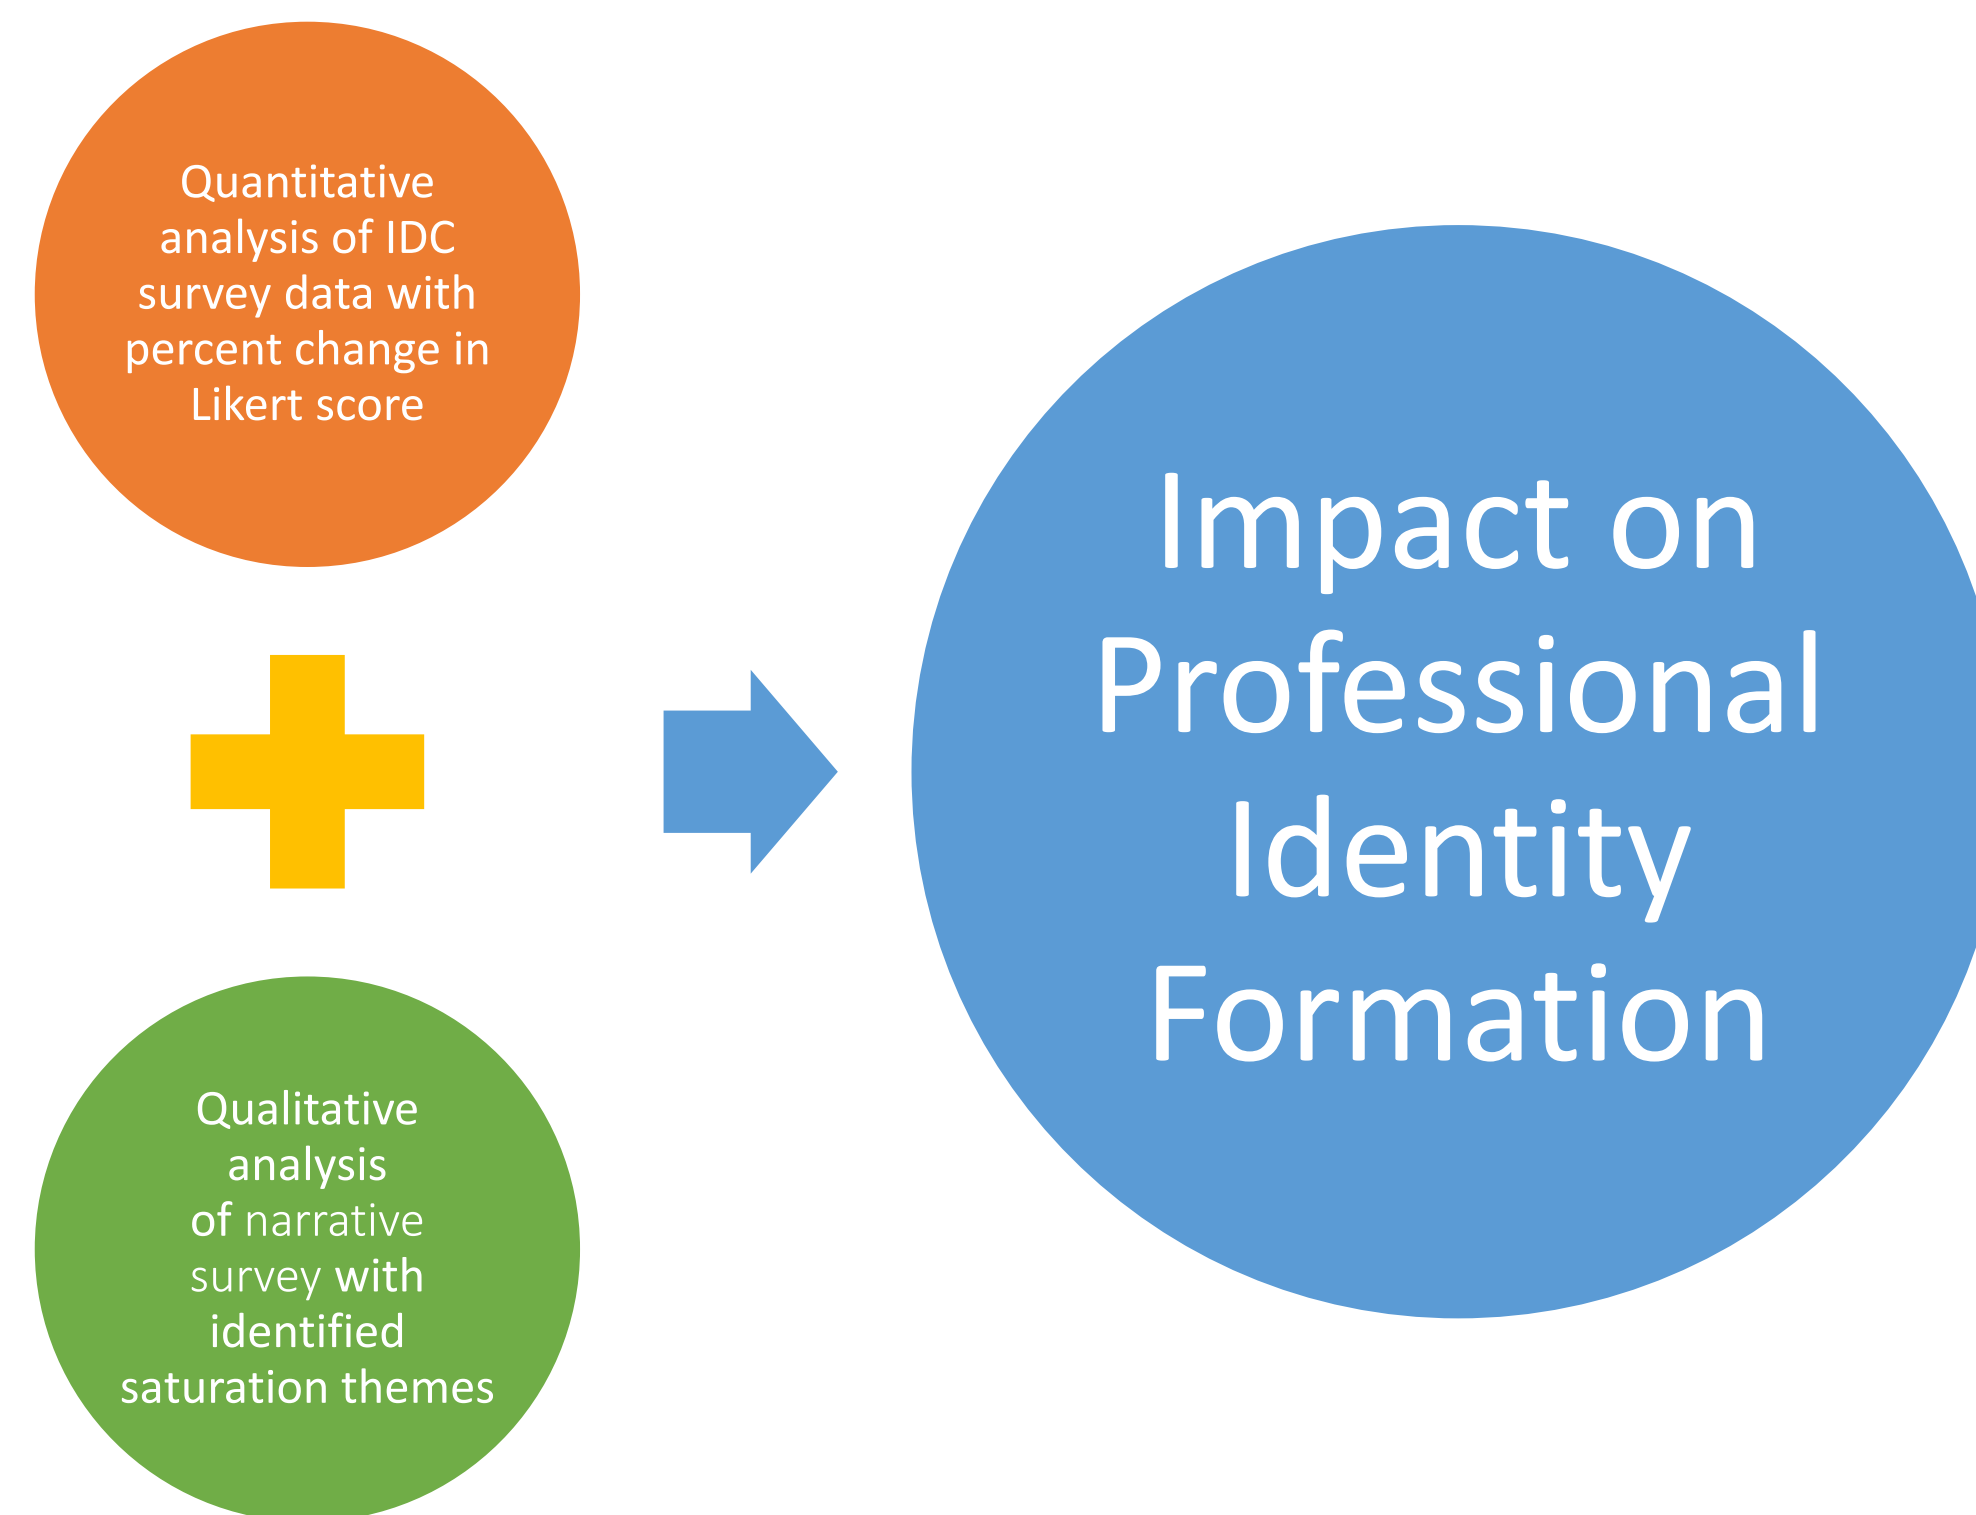 Quantitative
analysis of IDC
survey data with
percent change in
Likert score
Qualitative
analysis
of narrative
survey with
identified
saturation themes
Impact on
Professional
Identity
Formation